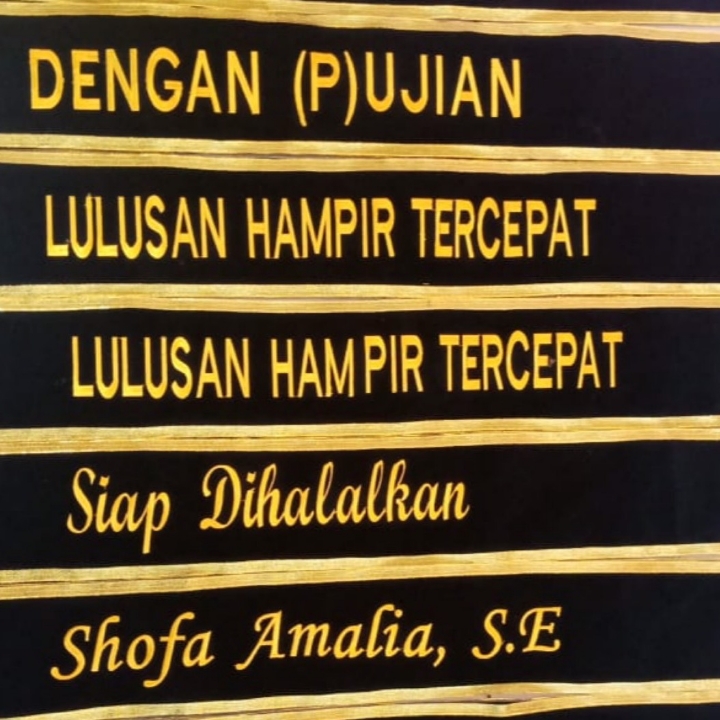 DENGAN (P)UJIAN
LULUSAN HAMPIR TERCEPAT
LULUSAN HAMPIR TERCEPAT
Siap Dihalalkan
Shofa Amalia, S.E